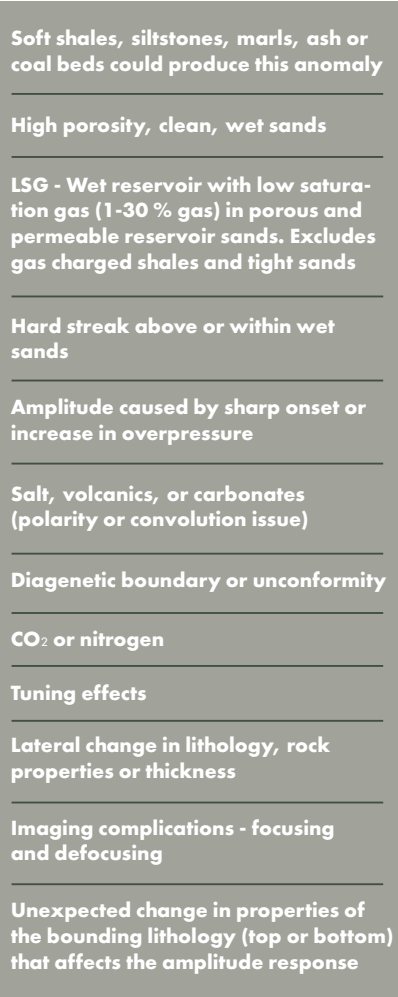 Soft shales, siltstones, marls, ash or
coal beds could produce this anomaly
High porosity, clean, wet sands
LSG - Wet reservoir with low satura-
tion gas (1-30 % gas) in porous and
permeable reservoir sands. Excludes
gas charged shales and tight sands
Hard streak above or within wet
sands
Amplitude caused by sharp onset or
increase in overpressure
Salt, volcanics, or carbonates
(polarity or convolution issue)
Diagenetic boundary or unconformity
CO₂ or nitrogen
Tuning effects
Lateral change in lithology, rock
properties or thickness
Imaging complications - focusing
and defocusing
Unexpected change in properties of
the bounding lithology (top or bottom)
that affects the amplitude response